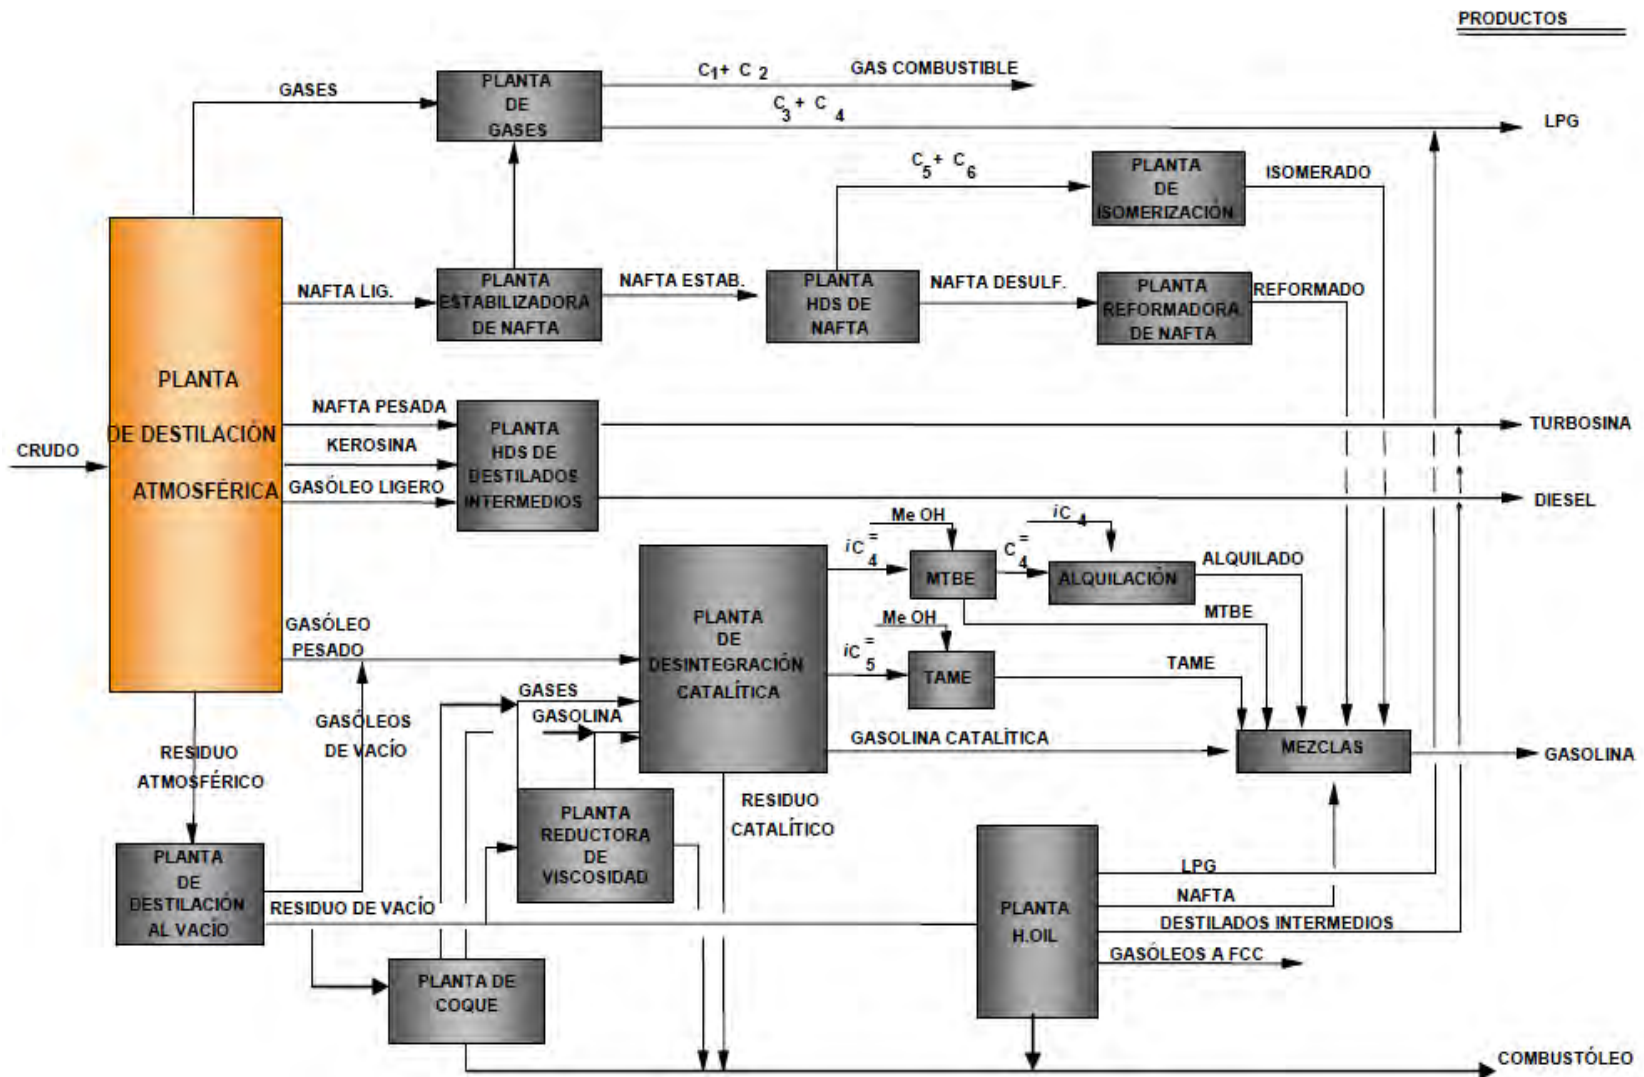 PRODUCTOS
C1+ C 2
GAS COMBUSTIBLE
GASES
PLANTA
DE
GASES
C3+ C4
LPG
C5+ C6
PLANTA
DE
ISOMERIZACIÓN
ISOMERADO
NAFTA LIG.
PLANTA
ESTABILIZADORA
DE NAFTA
NAFTA ESTAB.
PLANTA
HDS DE
NAFTA
NAFTA DESULF.
PLANTA
REFORMADORA
DE NAFTA
REFORMADO
CRUDO
PLANTA
DE DESTILACIÓN
ATMOSFÉRICA
NAFTA PESADA
KEROSINA
GASÓLEO LIGERO
PLANTA
HDS DE
DESTILADOS
INTERMEDIOS
TURBOSINA
DIESEL
Me OH
iC4
iC=4
MTBE
C=4
ALQUILACIÓN
ALQUILADO
MTBE
GASÓLEO
PESADO
PLANTA
DE
DESINTEGRACIÓN
CATALÍTICA
Me OH
iC=5
TAME
TAME
GASES
GASOLINA
GASÓLEOS
DE VACÍO
GASOLINA CATALÍTICA
MEZCLAS
GASOLINA
RESIDUO
ATMOSFÉRICO
RESIDUO
CATALÍTICO
PLANTA
REDUCTORA
DE
VISCOSIDAD
PLANTA
DE
DESTILACIÓN
AL VACÍO
RESIDUO DE VACÍO
PLANTA
H.OIL
LPG
NAFTA
DESTILADOS INTERMEDIOS
GASÓLEOS A FCC
PLANTA DE
COQUE
COMBUSTÓLEO